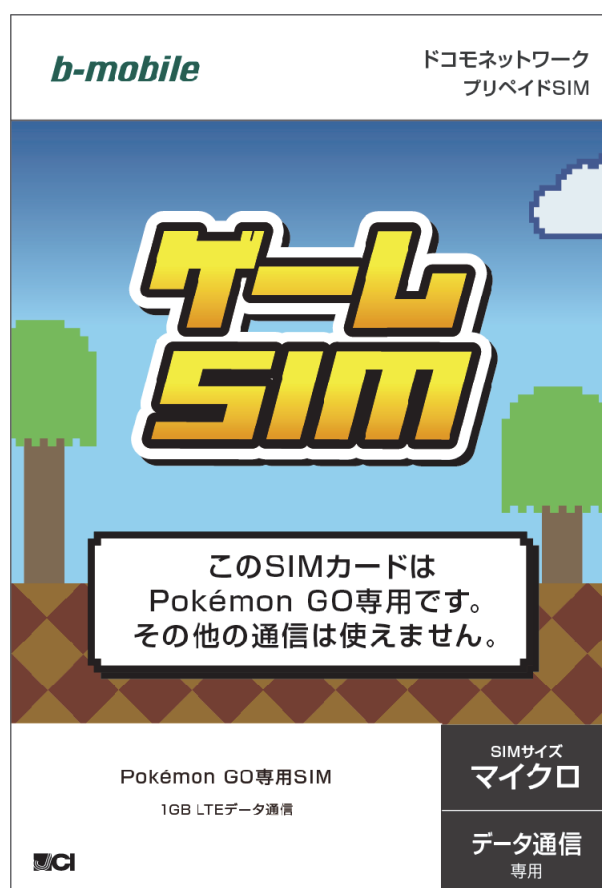 b-mobile
ドコモネットワーク
プリペイドSIM
ゲーム
SIM
このSIMカードは
Pokémon GO専用です。
その他の通信は使えません。
Pokémon GO専用SIM
1GB LTEデータ通信
SIMサイズ
マイクロ
データ通信
専用
JCI